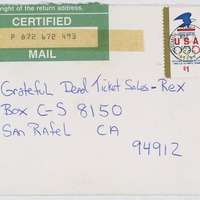 right of the return address.
CERTIFIED
P 672 672 493
MAIL
USA
$1
Grateful Dead Ticket Sales - Rex
Box C-S 8150
San Rafel CA
94912